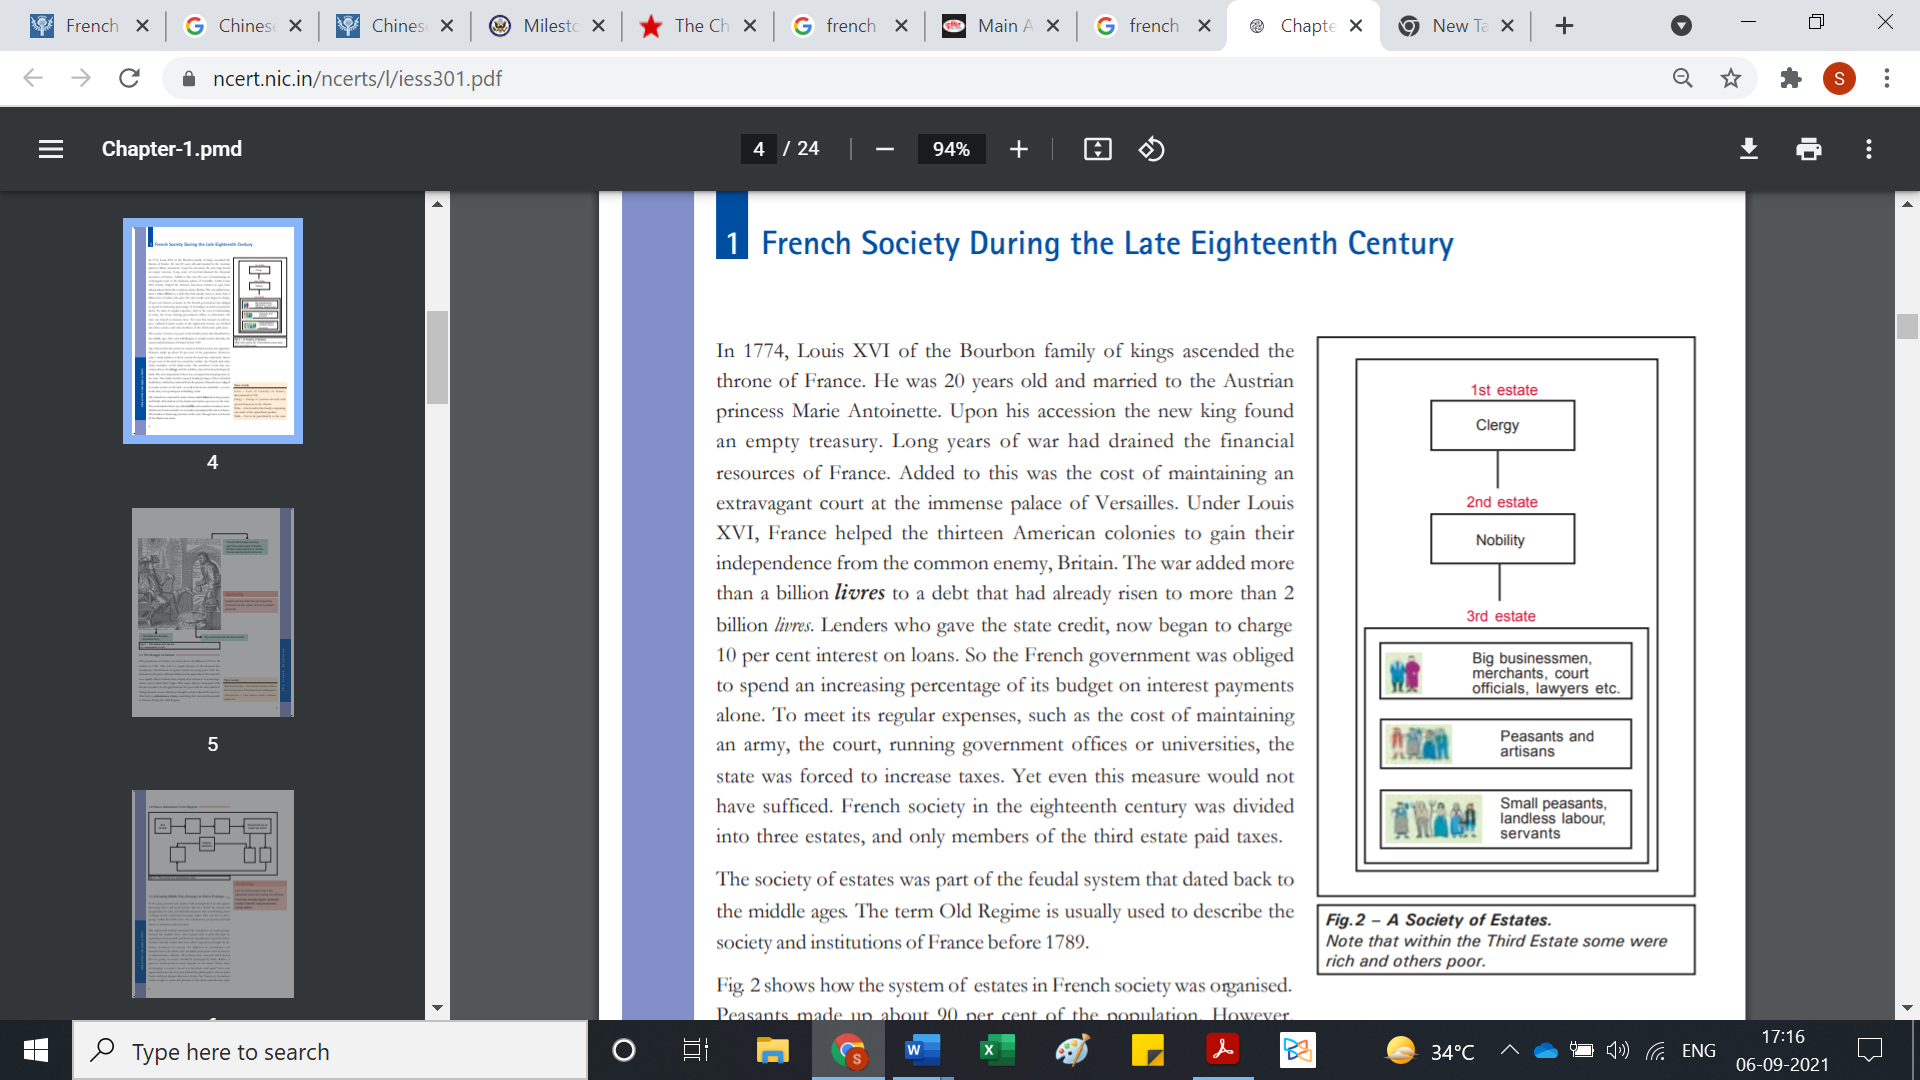 French
Chinese
Chinese
Milesto
The Ch
french
Main A
french
Chapte
New Ta
ncert.nic.in/ncerts/l/iess301.pdf
S
Chapter-1.pmd
4 / 24
94%
4
5
1 French Society During the Late Eighteenth Century
In 1774, Louis XVI of the Bourbon family of kings ascended the
throne of France. He was 20 years old and married to the Austrian
princess Marie Antoinette. Upon his accession the new king found
an empty treasury. Long years of war had drained the financial
resources of France. Added to this was the cost of maintaining an
extravagant court at the immense palace of Versailles. Under Louis
XVI, France helped the thirteen American colonies to gain their
independence from the common enemy, Britain. The war added more
than a billion livres to a debt that had already risen to more than 2
billion livres. Lenders who gave the state credit, now began to charge
10 per cent interest on loans. So the French government was obliged
to spend an increasing percentage of its budget on interest payments
alone. To meet its regular expenses, such as the cost of maintaining
an army, the court, running government offices or universities, the
state was forced to increase taxes. Yet even this measure would not
have sufficed. French society in the eighteenth century was divided
into three estates, and only members of the third estate paid taxes.
The society of estates was part of the feudal system that dated back to
the middle ages. The term Old Regime is usually used to describe the
society and institutions of France before 1789.
Fig. 2 shows how the system of estates in French society was organised.
Peasants made up about 90 per cent of the population. However,
1st estate
Clergy
2nd estate
Nobility
3rd estate
Big businessmen,
merchants, court
officials, lawyers etc.
Peasants and
artisans
Small peasants,
landless labour,
servants
Fig.2 – A Society of Estates.
Note that within the Third Estate some were
rich and others poor.
Type here to search
34°C
ENG
17:16
06-09-2021